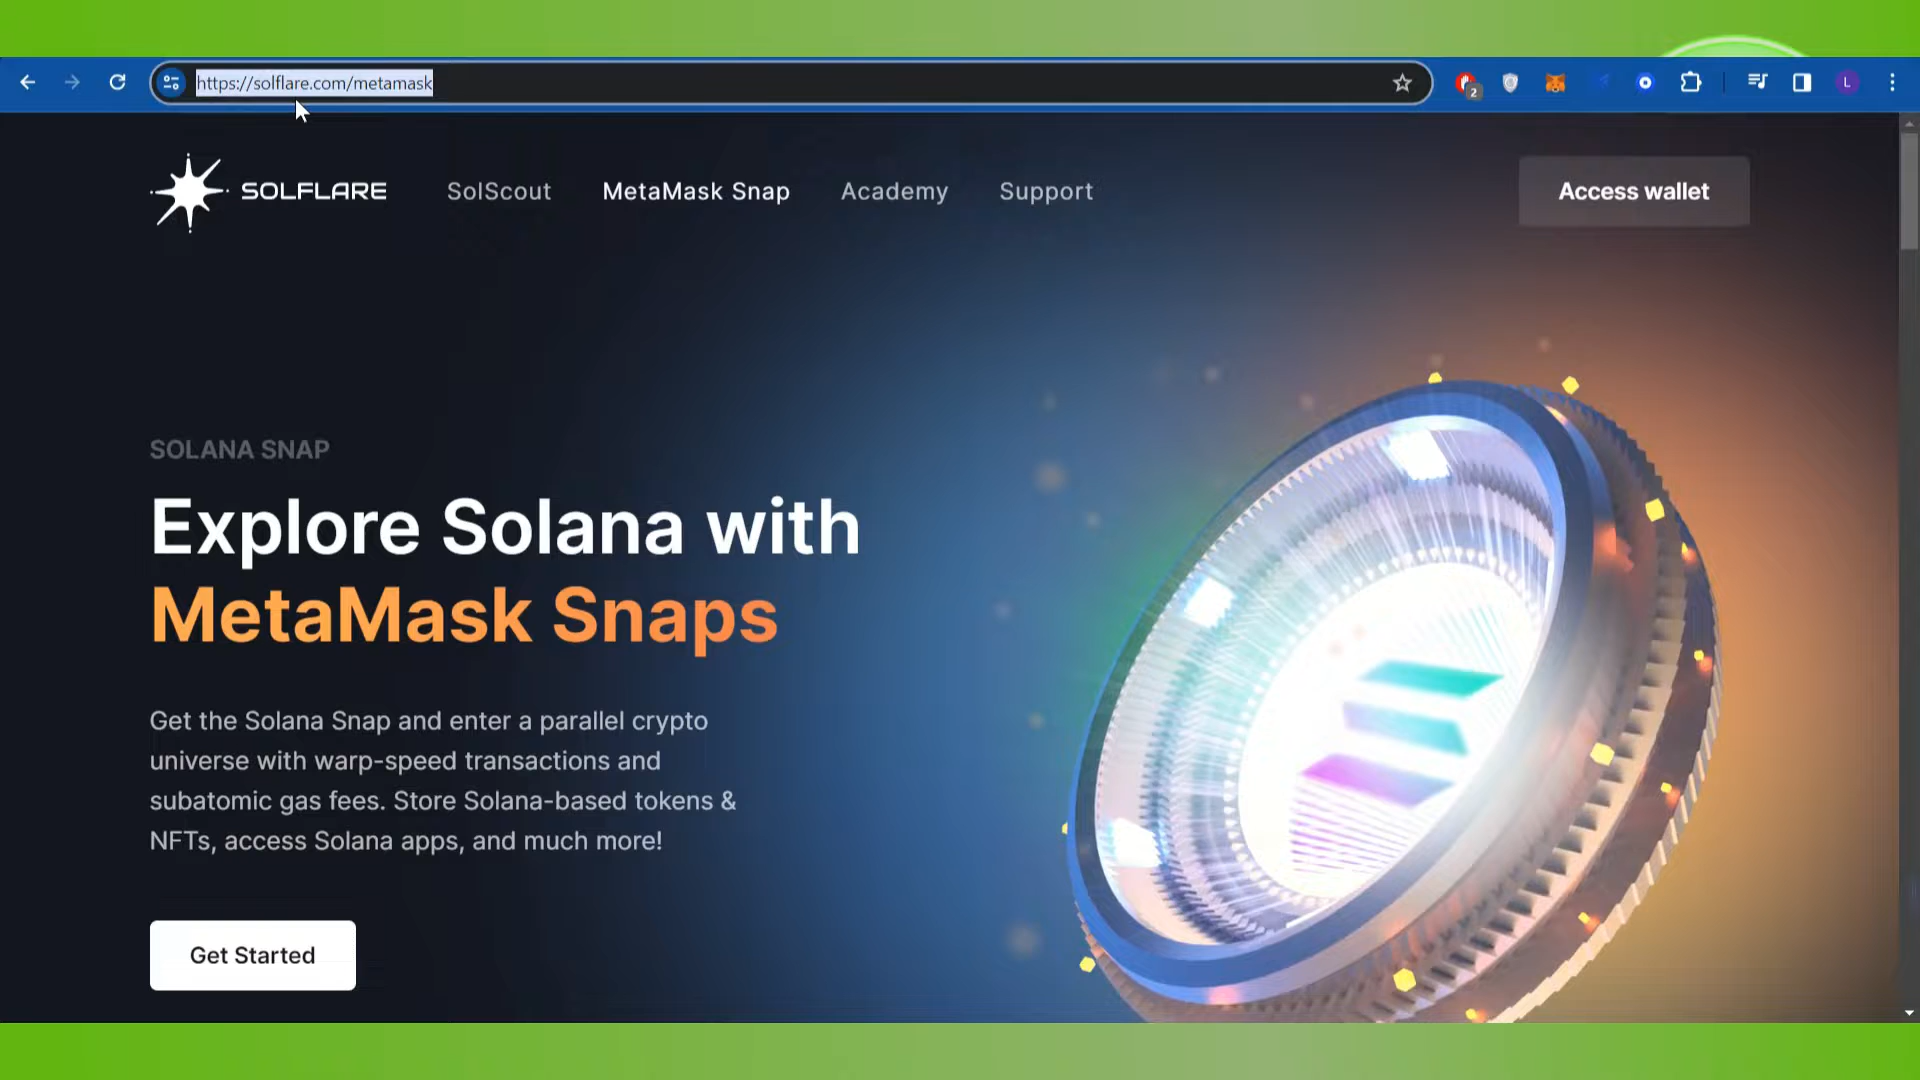 https://solflare.com/metamask
2
L
SOLFLARE
SolScout
MetaMask Snap
Academy
Support
Access wallet
SOLANA SNAP
Explore Solana with
MetaMask Snaps
Get the Solana Snap and enter a parallel crypto
universe with warp-speed transactions and
subatomic gas fees. Store Solana-based tokens &
NFTs, access Solana apps, and much more!
Get Started